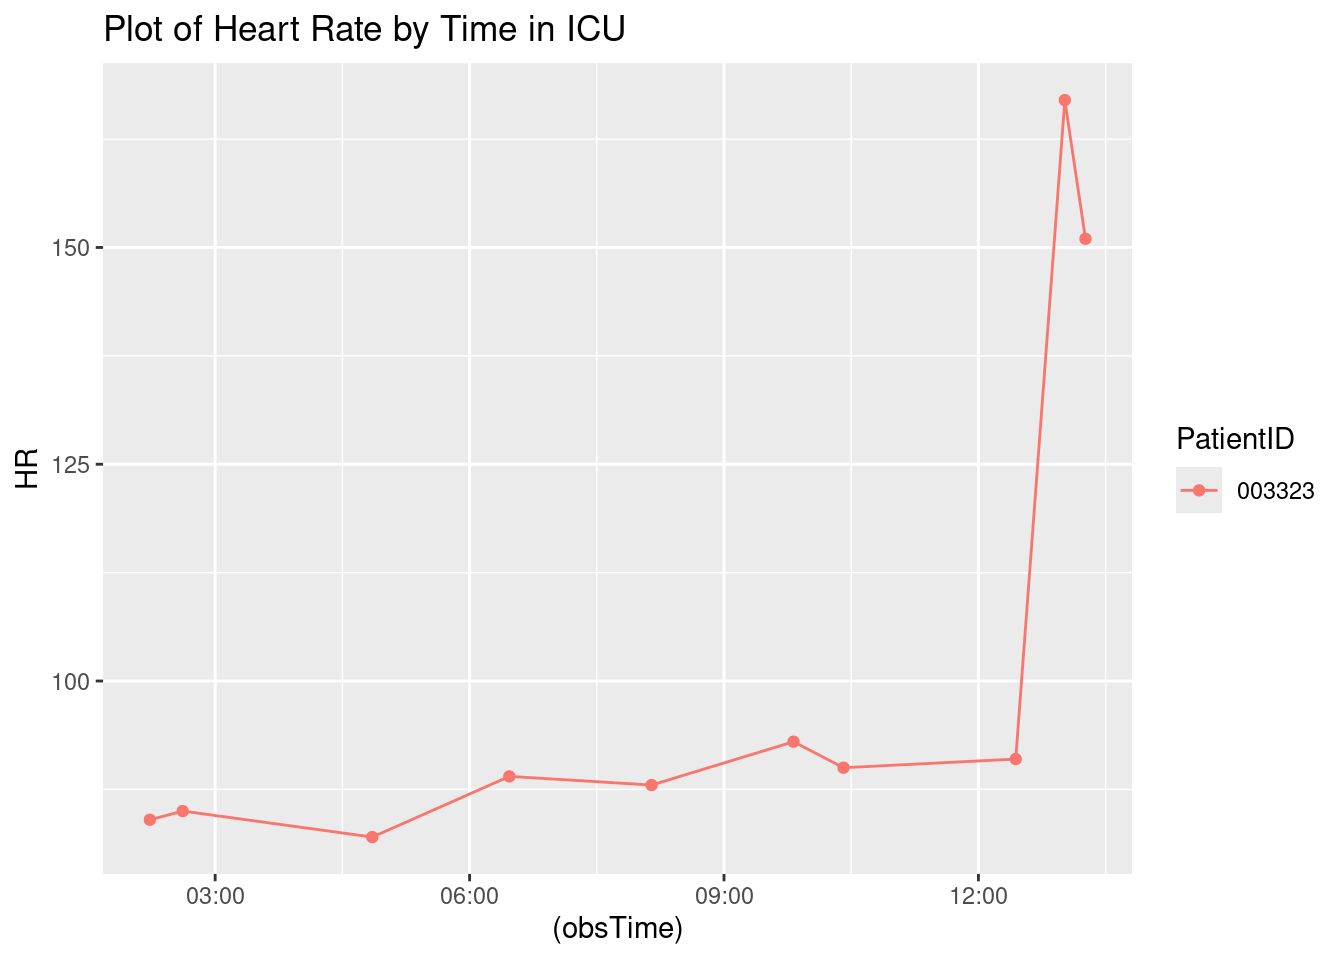 Plot of Heart Rate by Time in ICU
150
125
100
HR
03:00 06:00 09:00 12:00
(obsTime)
PatientID
003323